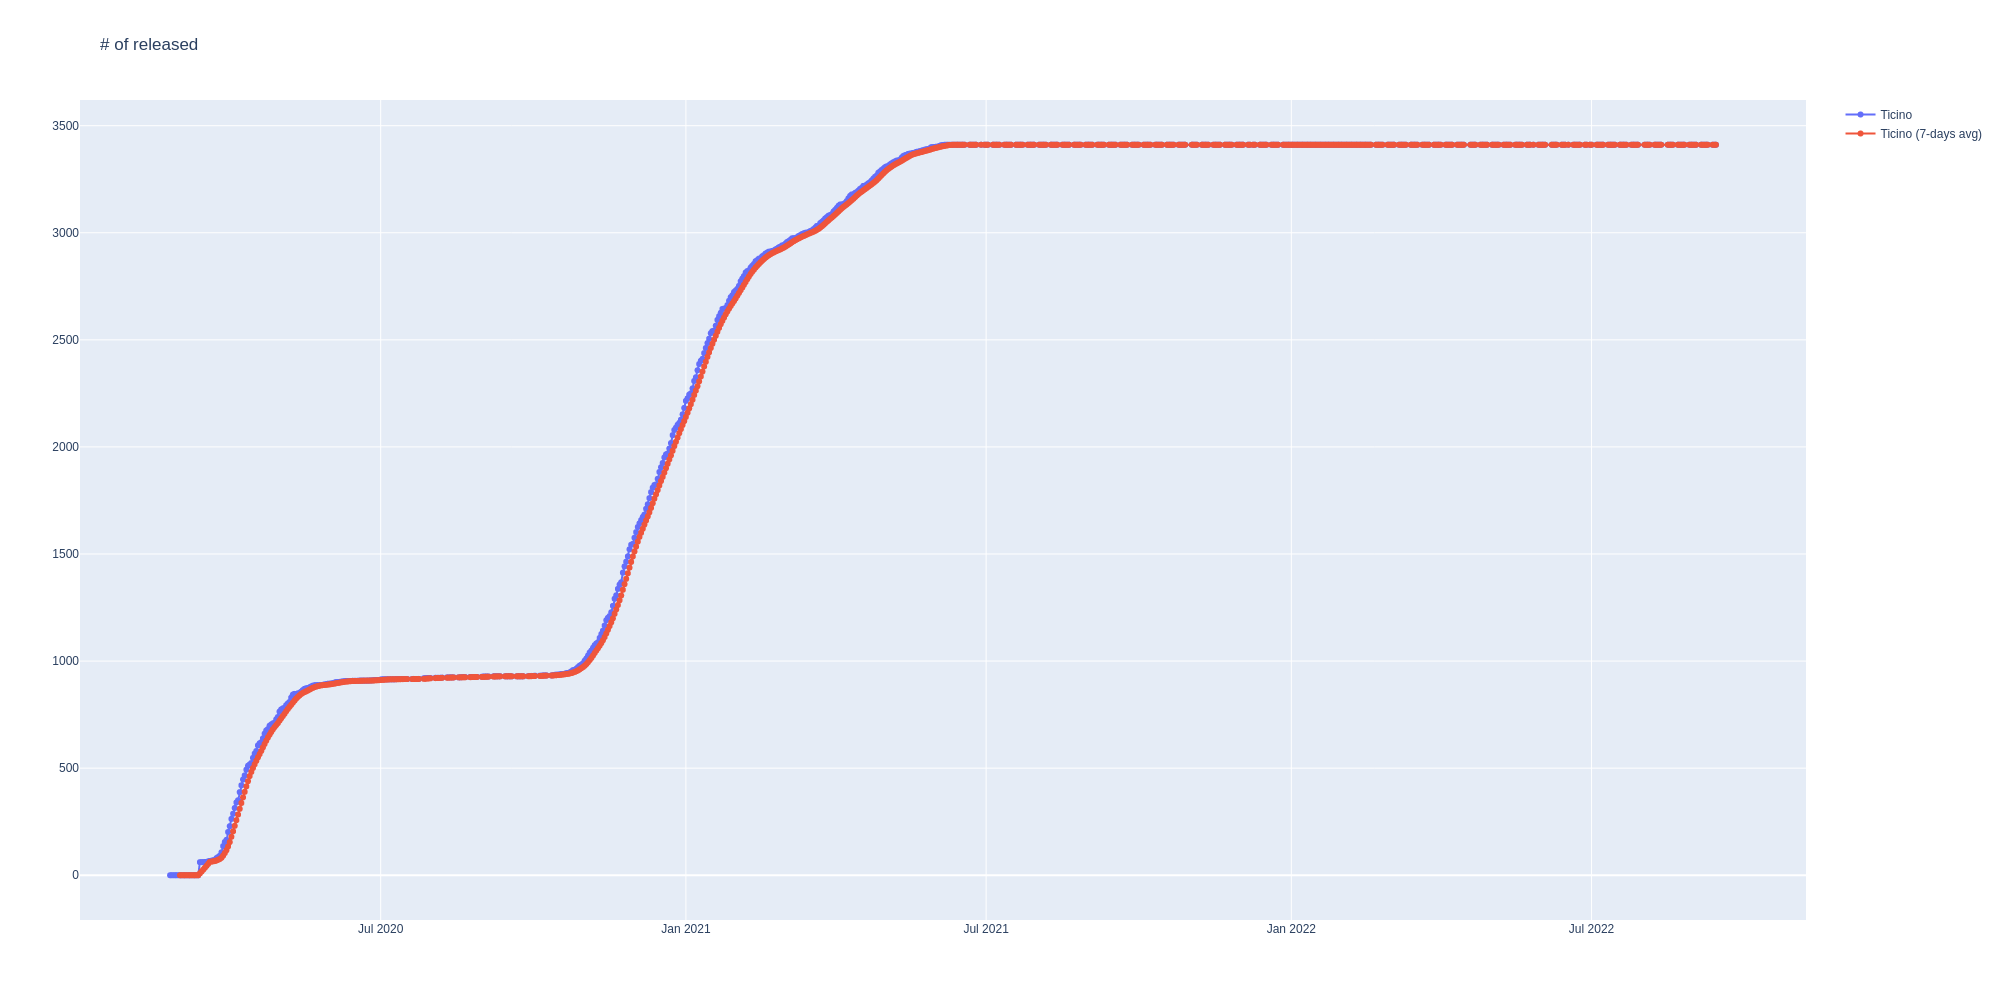 # of released
Ticino
Ticino (7-days avg)
3500
3000
2500
2000
1500
1000
500
0
Jul 2020
Jan 2021
Jul 2021
Jan 2022
Jul 2022